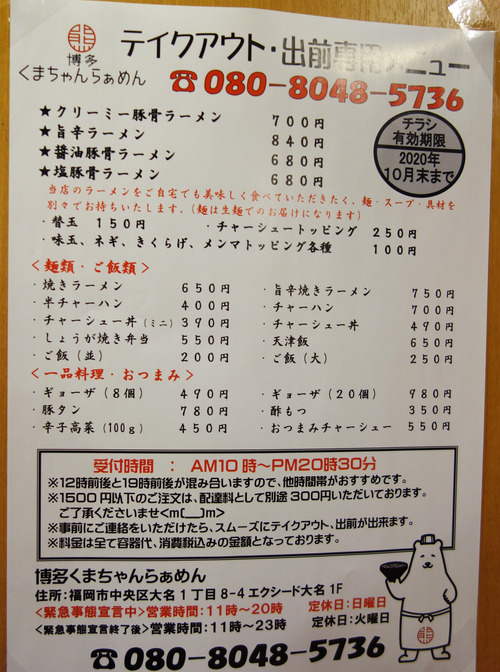 テイクアウト・出前専用メニュー
博多
くまちゃんらぁめん
☎080-8048-5736
★クリーミー豚骨ラーメン 700円
★旨辛ラーメン 840円
★醤油豚骨ラーメン 680円
★塩豚骨ラーメン 680円
チラシ
有効期限
2020年
10月末まで
当店のラーメンをご自宅でも美味しく食べていただきたく、麺・スープ・具材を
別々でお持ちいたします。(麺は生麺でのお届けになります)
・替玉 150円 ・チャーシュートッピング 250円
・味玉、ネギ、きくらげ、メンマトッピング各種 100円
<麺類・ご飯類>
・焼きラーメン 650円 ・旨辛焼きラーメン 750円
・半チャーハン 400円 ・チャーハン 700円
・チャーシュー丼(ミニ) 390円 ・チャーシュー丼 490円
・しょうが焼き弁当 550円 ・天津飯 650円
・ご飯(並) 200円 ・ご飯(大) 250円
<一品料理・おつまみ>
・ギョーザ(8個) 490円 ・ギョーザ(20個) 980円
・豚タン 780円 ・酢もつ 350円
・辛子高菜(100g) 450円 ・おつまみチャーシュー 550円
受付時間 : AM10時~PM20時30分
※12時前後と19時前後が混み合いますので、他時間帯がおすすめです。
※1500円以下のご注文は、配達料として別途300円いただいております。
ご了承くださいませ<m(__)m>
※事前にご連絡をいただけたら、スムーズにテイクアウト、出前が出来ます。
※料金は全て容器代、消費税込みの金額となっております。
博多くまちゃんらぁめん
住所:福岡市中央区大名1丁目8-4エクシード大名1F
<緊急事態宣言中>営業時間:11時~20時 定休日:日曜日
<緊急事態宣言終了後>営業時間:11時~23時 定休日:火曜日
☎080-8048-5736